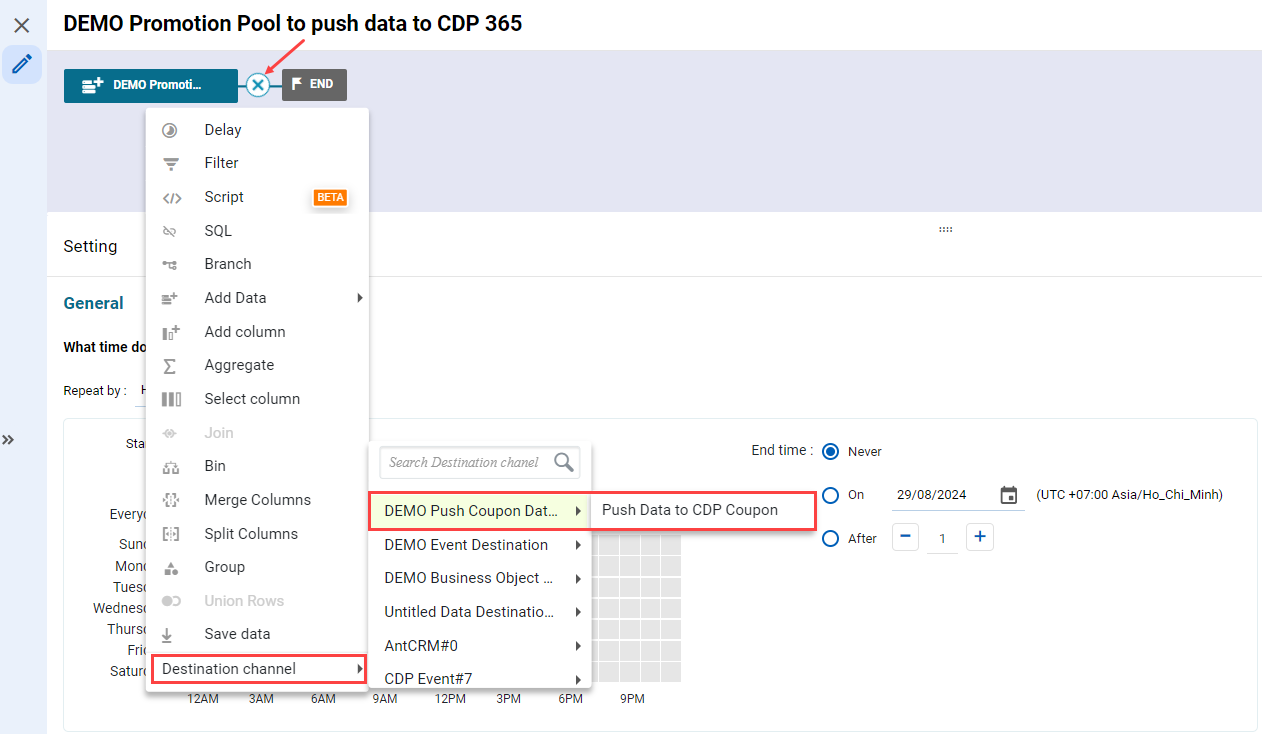 DEMO Promotion Pool to push data to CDP 365
DEMO Promoti...
END
Delay
Filter
Script
BETA
SQL
Branch
Add Data
Add column
Aggregate
Select column
Join
Bin
Merge Columns
Split Columns
Group
Union Rows
Save data
Destination channel
Search Destination chanel
DEMO Push Coupon Dat...
Push Data to CDP Coupon
DEMO Event Destination
DEMO Business Object ...
Untitled Data Destinatio...
AntCRM#0
CDP Event#7
Setting
General
What time do
Repeat by :
H
Sta
End time :
Never
On
29/08/2024
(UTC +07:00 Asia/Ho_Chi_Minh)
After
1
Everyo
Sund
Mond
Tuesd
Wednesd
Thursd
Frid
Saturd
12AM 3AM 6AM 9AM 12PM 3PM 6PM 9PM